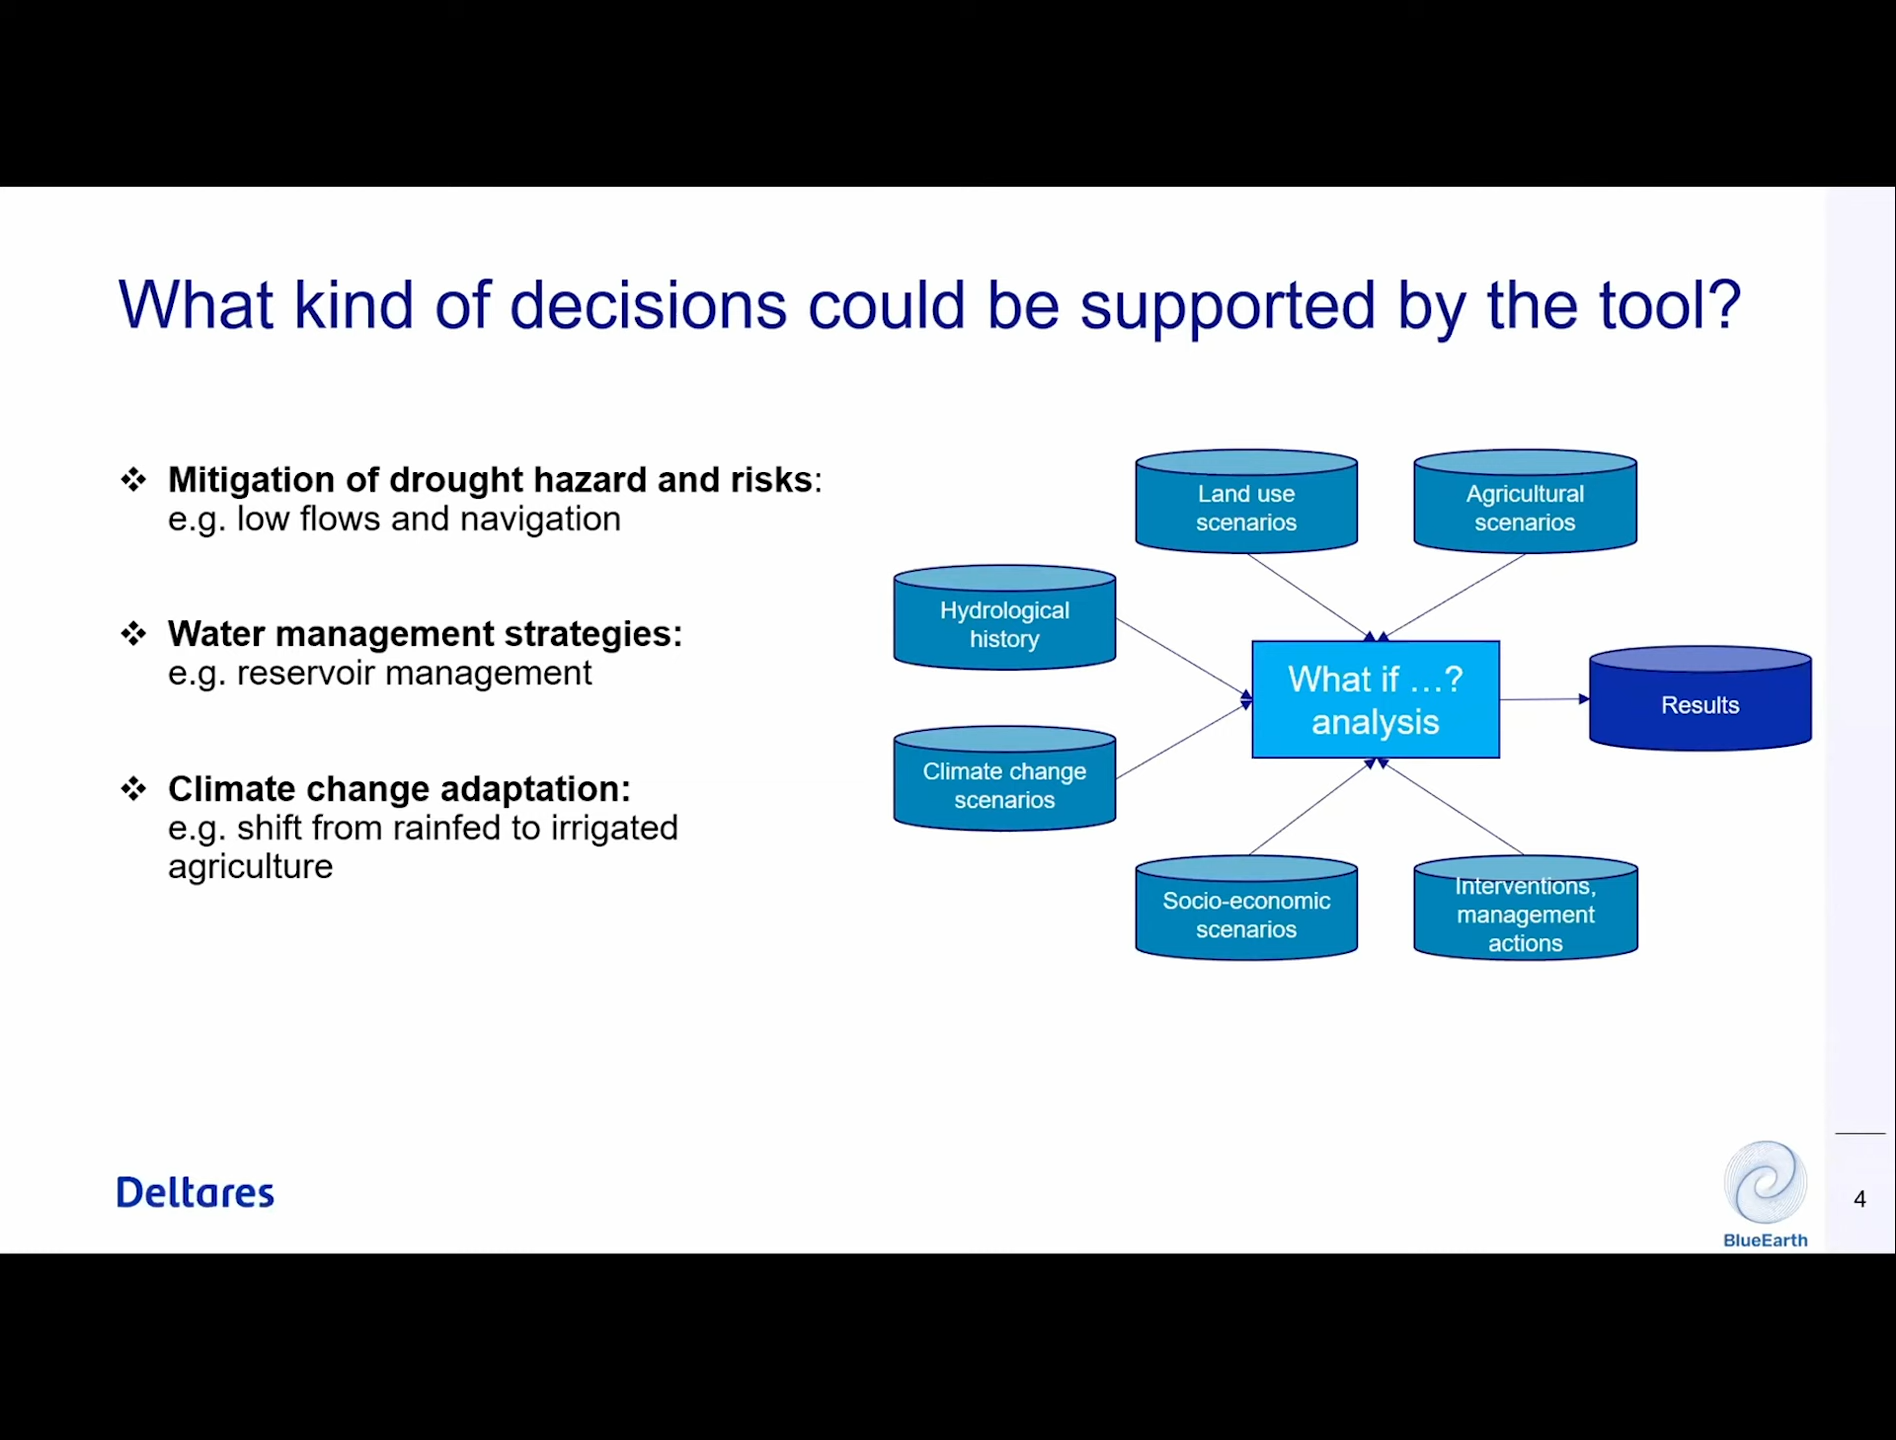 What kind of decisions could be supported by the tool?
❖ Mitigation of drought hazard and risks:
e.g. low flows and navigation
❖ Water management strategies:
e.g. reservoir management
❖ Climate change adaptation:
e.g. shift from rainfed to irrigated
agriculture
Land use
scenarios
Agricultural
scenarios
Hydrological
history
What if ...?
analysis
Results
Climate change
scenarios
Socio-economic
scenarios
Interventions,
management
actions
Deltares
BlueEarth
4